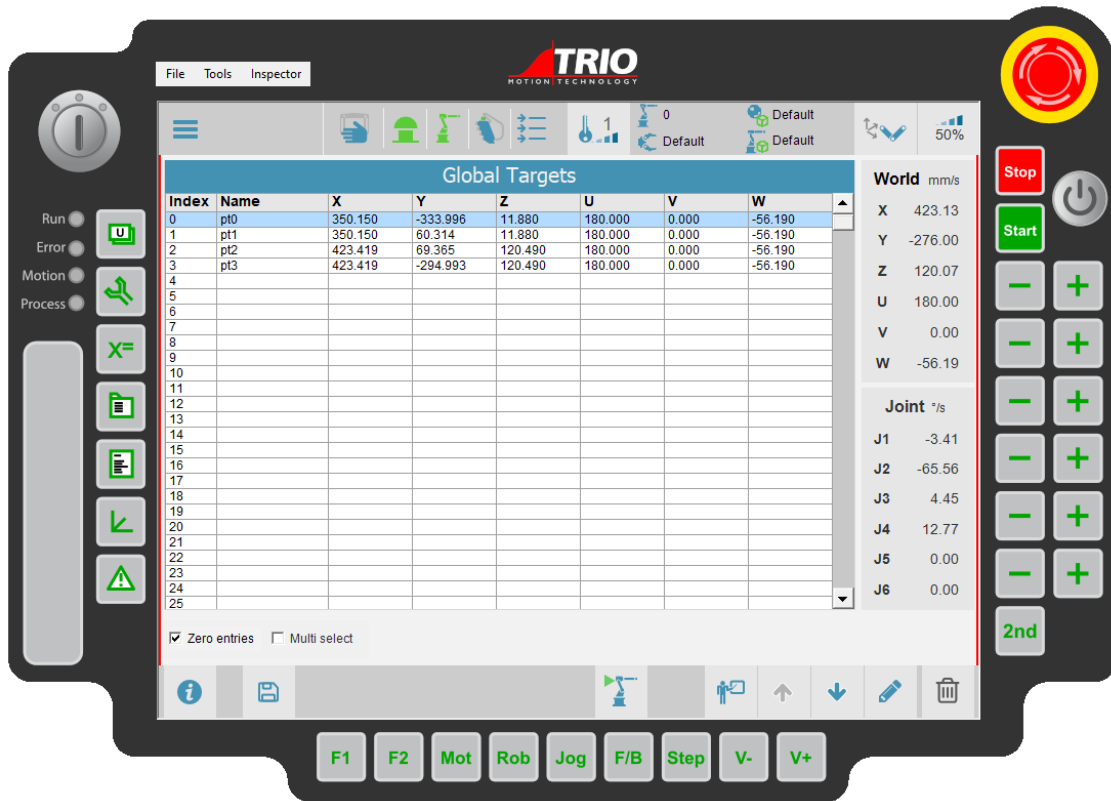 TRIO
MOTION TECHNOLOGY
File Tools Inspector
1
0
Default
Default
Default
50%
Global Targets
Index Name X Y Z U V W
0 pt0 350.150 -333.996 11.880 180.000 0.000 -56.190
1 pt1 350.150 60.314 11.880 180.000 0.000 -56.190
2 pt2 423.419 69.365 120.490 180.000 0.000 -56.190
3 pt3 423.419 -294.993 120.490 180.000 0.000 -56.190
4
5
6
7
8
9
10
11
12
13
14
15
16
17
18
19
20
21
22
23
24
25
Zero entries Multi select
World mm/s
X 423.13
Y -276.00
Z 120.07
U 180.00
V 0.00
W -56.19
Joint °/s
J1 -3.41
J2 -65.56
J3 4.45
J4 12.77
J5 0.00
J6 0.00
Run
Error
Motion
Process
U
X=
Stop
Start
− +
− +
− +
− +
− +
− +
2nd
i
F1 F2 Mot Rob Jog F/B Step V- V+